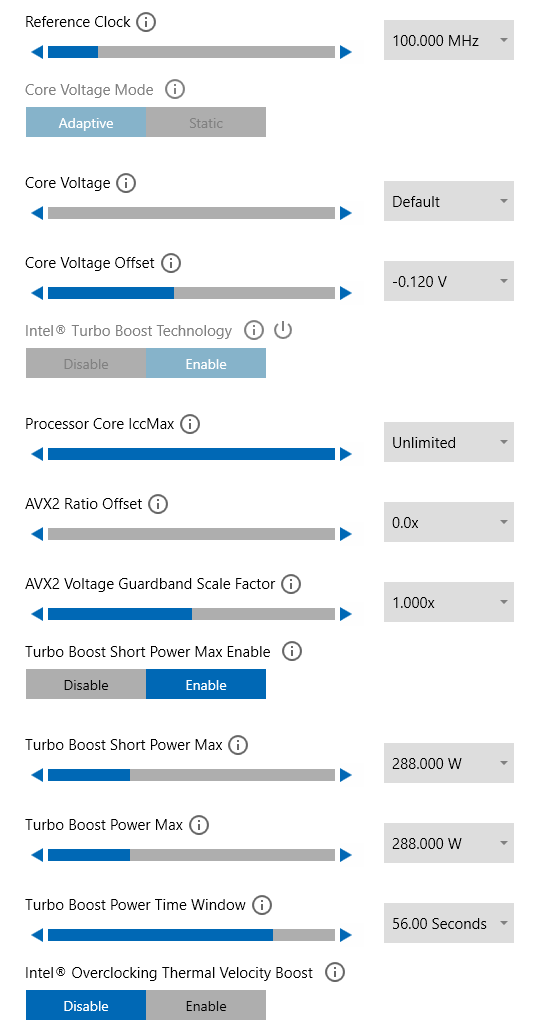 Reference Clock
100.000 MHz
Core Voltage Mode
Adaptive Static
Core Voltage
Default
Core Voltage Offset
-0.120 V
Intel® Turbo Boost Technology
Disable Enable
Processor Core IccMax
Unlimited
AVX2 Ratio Offset
0.0x
AVX2 Voltage Guardband Scale Factor
1.000x
Turbo Boost Short Power Max Enable
Disable Enable
Turbo Boost Short Power Max
288.000 W
Turbo Boost Power Max
288.000 W
Turbo Boost Power Time Window
56.00 Seconds
Intel® Overclocking Thermal Velocity Boost
Disable Enable